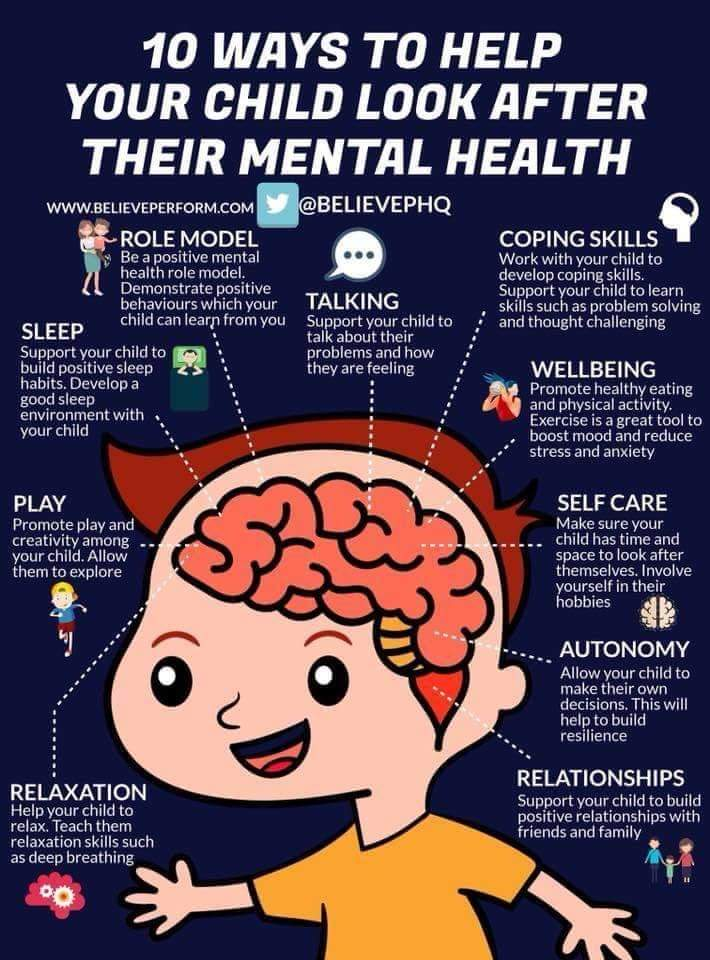 10 WAYS TO HELP
YOUR CHILD LOOK AFTER
THEIR MENTAL HEALTH
WWW.BELIEVEPERFORM.COM @BELIEVEPHQ
ROLE MODEL
Be a positive mental
health role model.
Demonstrate positive
behaviours which your
child can learn from you
TALKING
Support your child to
talk about their
problems and how
they are feeling
COPING SKILLS
Work with your child to
develop coping skills.
Support your child to learn
skills such as problem solving
and thought challenging
SLEEP
Support your child to
build positive sleep
habits. Develop a
good sleep
environment with
your child
WELLBEING
Promote healthy eating
and physical activity.
Exercise is a great tool to
boost mood and reduce
stress and anxiety
PLAY
Promote play and
creativity among
your child. Allow
them to explore
SELF CARE
Make sure your
child has time and
space to look after
themselves. Involve
yourself in their
hobbies
AUTONOMY
Allow your child to
make their own
decisions. This will
help to build
resilience
RELAXATION
Help your child to
relax. Teach them
relaxation skills such
as deep breathing
RELATIONSHIPS
Support your child to build
positive relationships with
friends and family